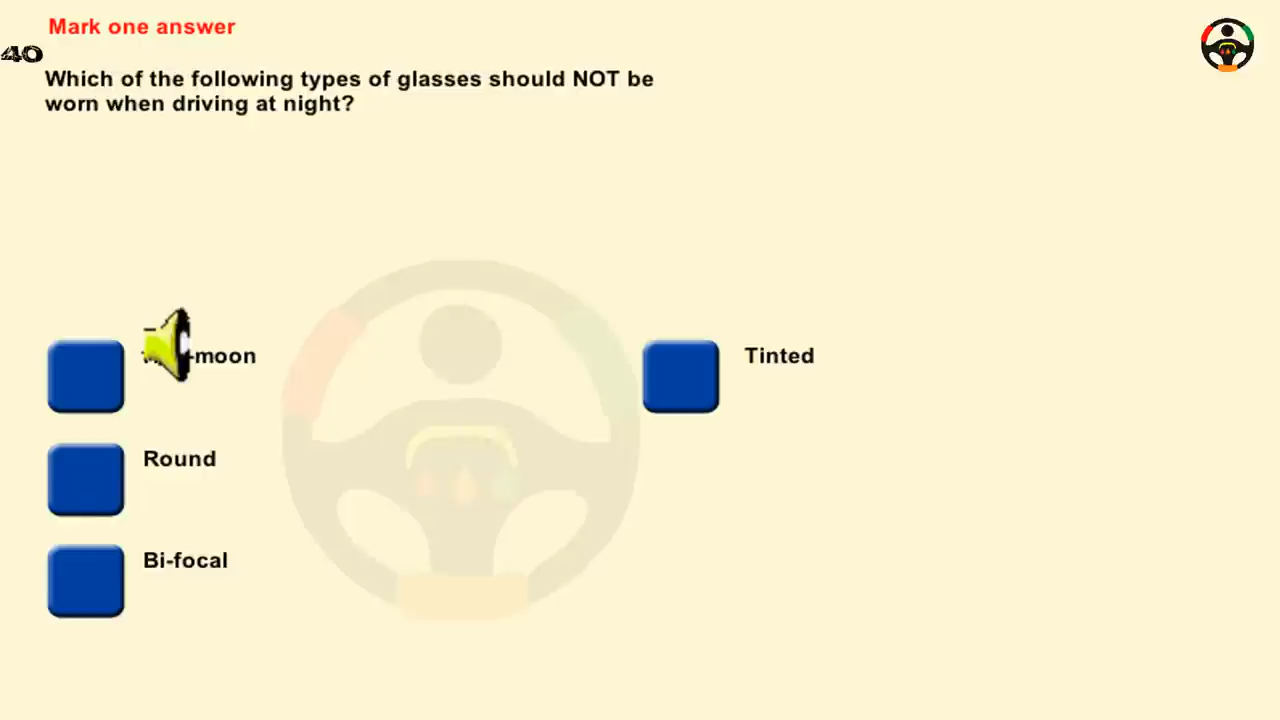 Mark one answer
40
Which of the following types of glasses should NOT be
worn when driving at night?
-moon
Tinted
Round
Bi-focal